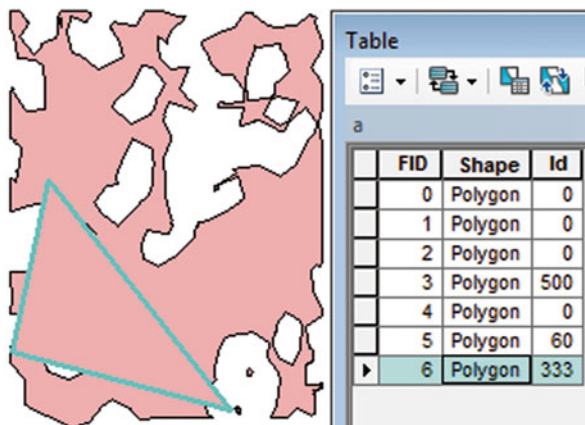 Table
a
FID Shape Id
0 Polygon 0
1 Polygon 0
2 Polygon 0
3 Polygon 500
4 Polygon 0
5 Polygon 60
6 Polygon 333